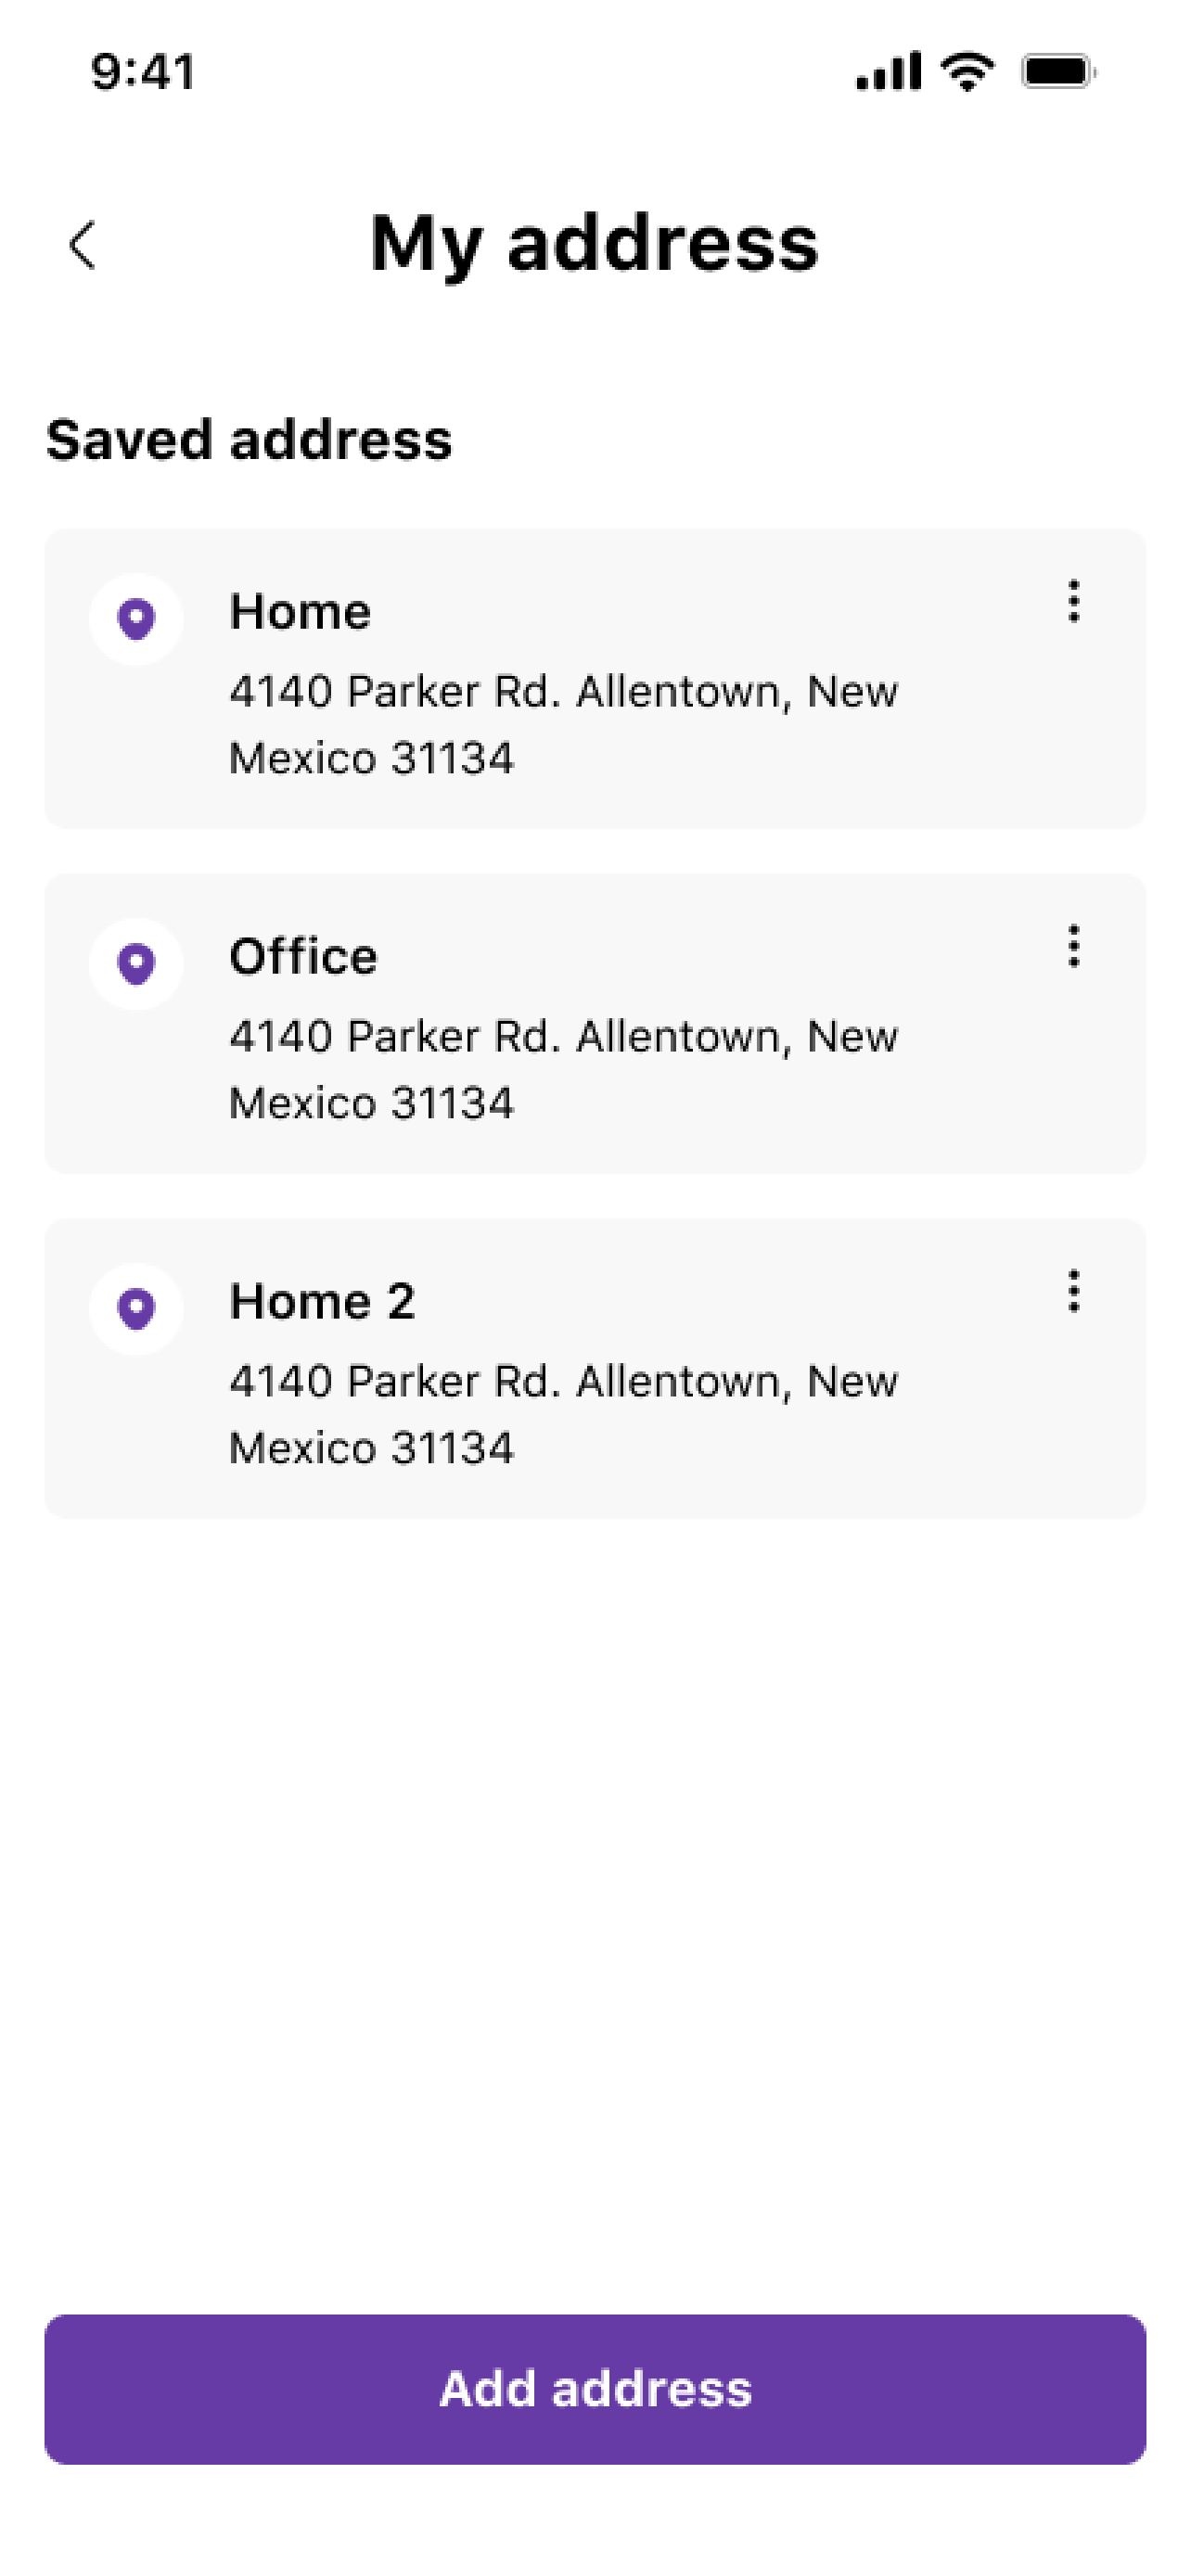 9:41
My address
Saved address
Home
4140 Parker Rd. Allentown, New
Mexico 31134
Office
4140 Parker Rd. Allentown, New
Mexico 31134
Home 2
4140 Parker Rd. Allentown, New
Mexico 31134
Add address